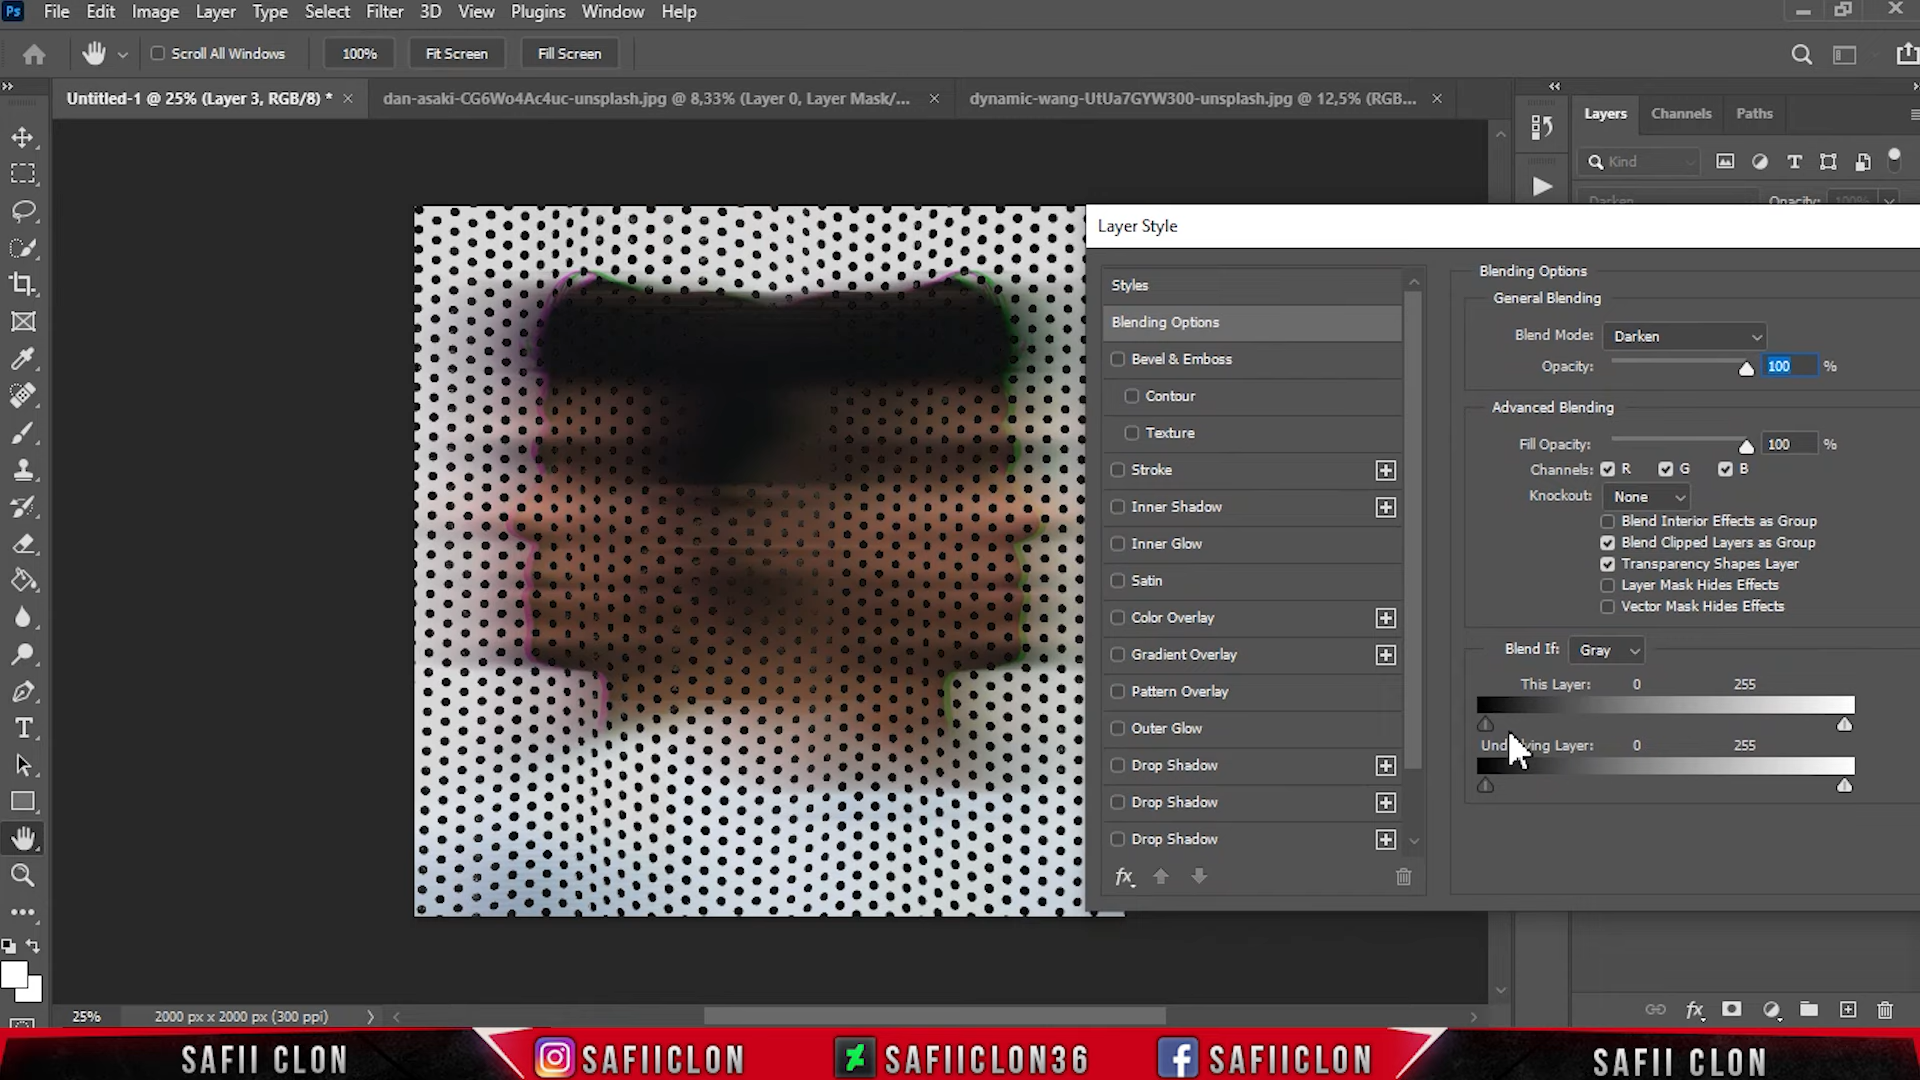 Ps File Edit Image Layer Type Select Filter 3D View Plugins Window Help
Scroll All Windows 100% Fit Screen Fill Screen
Untitled-1 @ 25% (Layer 3, RGB/8) * dan-asaki-CG6Wo4Ac4uc-unsplash.jpg @ 8,33% (Layer 0, Layer Mask/... dynamic-wang-UtUa7GYW300-unsplash.jpg @ 12,5% (RGB...
Layers Channels Paths
Kind
Darken Opacity: 100%
Layer Style
Styles
Blending Options
Bevel & Emboss
Contour
Texture
Stroke
Inner Shadow
Inner Glow
Satin
Color Overlay
Gradient Overlay
Pattern Overlay
Outer Glow
Drop Shadow
Drop Shadow
Drop Shadow
fx
Blending Options
General Blending
Blend Mode: Darken
Opacity: 100 %
Advanced Blending
Fill Opacity: 100 %
Channels: R G B
Knockout: None
Blend Interior Effects as Group
Blend Clipped Layers as Group
Transparency Shapes Layer
Layer Mask Hides Effects
Vector Mask Hides Effects
Blend If: Gray
This Layer: 0 255
Layer: 0 255
fx
25% 2000 px x 2000 px (300 ppi)
SAFII CLON SAFIICLON SAFIICLON36 SAFIICLON SAFII CLON